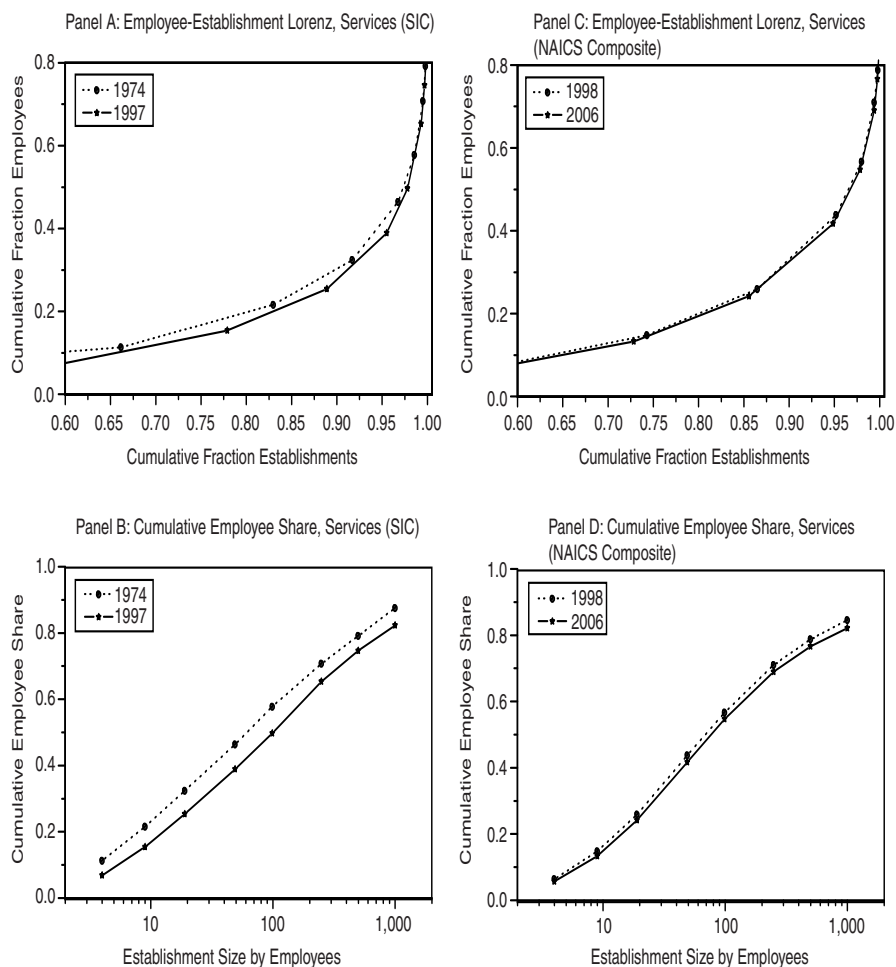 Panel A: Employee-Establishment Lorenz, Services (SIC)
Cumulative Fraction Employees
0.8
0.6
0.4
0.2
0.0
1974
1997
0.60 0.65 0.70 0.75 0.80 0.85 0.90 0.95 1.00
Cumulative Fraction Establishments
Panel C: Employee-Establishment Lorenz, Services
(NAICS Composite)
Cumulative Fraction Employees
0.8
0.6
0.4
0.2
0.0
1998
2006
0.60 0.65 0.70 0.75 0.80 0.85 0.90 0.95 1.00
Cumulative Fraction Establishments
Panel B: Cumulative Employee Share, Services (SIC)
Cumulative Employee Share
1.0
0.8
0.6
0.4
0.2
0.0
1974
1997
10 100 1,000
Establishment Size by Employees
Panel D: Cumulative Employee Share, Services
(NAICS Composite)
Cumulative Employee Share
1.0
0.8
0.6
0.4
0.2
0.0
1998
2006
10 100 1,000
Establishment Size by Employees